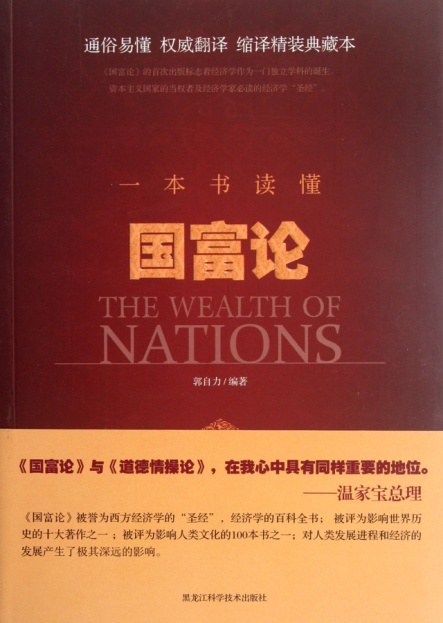 通俗易懂 权威翻译 缩译精装典藏本
《国富论》的首次出版标志着经济学作为一门独立学科的诞生，
资本主义国家的当权者及经济学家必读的经济学“圣经”。
一本书读懂
国富论
THE WEALTH OF
NATIONS
郭自力/编著
《国富论》与《道德情操论》，在我心中具有同样重要的地位。
——温家宝总理
《国富论》被誉为西方经济学的“圣经”，经济学的百科全书；被评为影响世界历
史的十大著作之一；被评为影响人类文化的100本书之一；对人类发展进程和经济的
发展产生了极其深远的影响。
黑龙江科学技术出版社